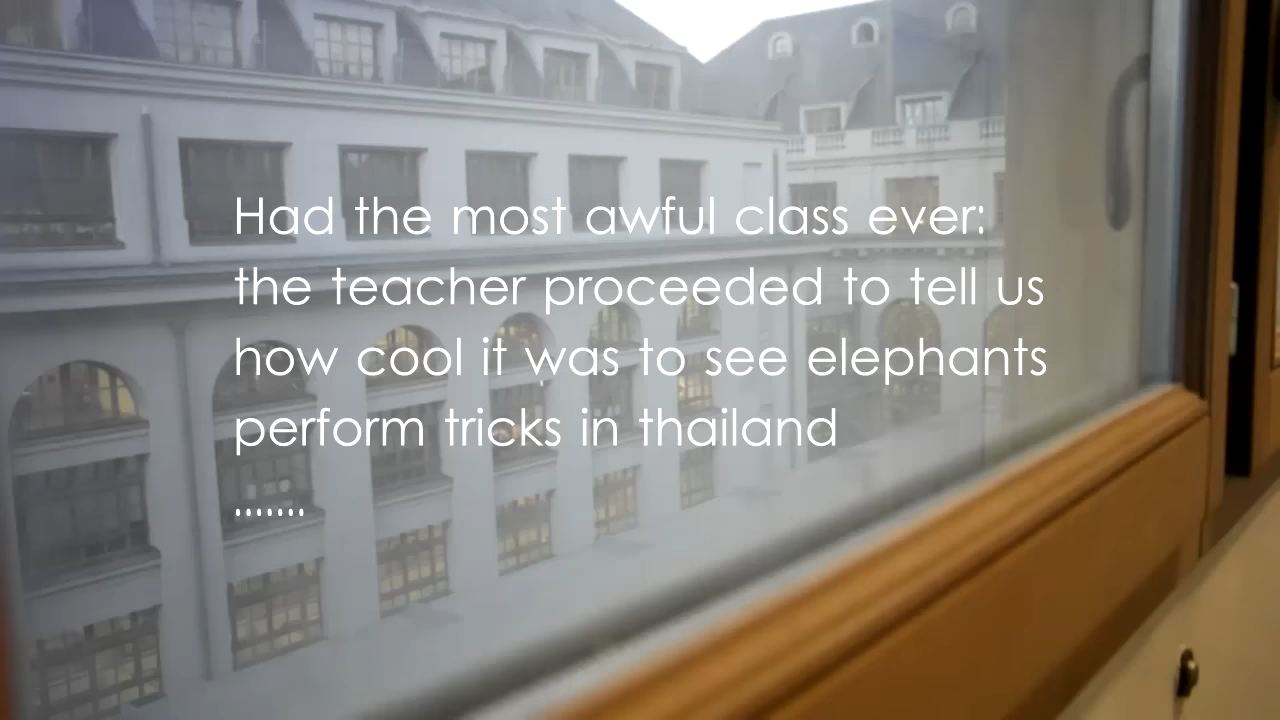 Had the most awful class ever:
the teacher proceeded to tell us
how cool it was to see elephants
perform tricks in thailand
.......